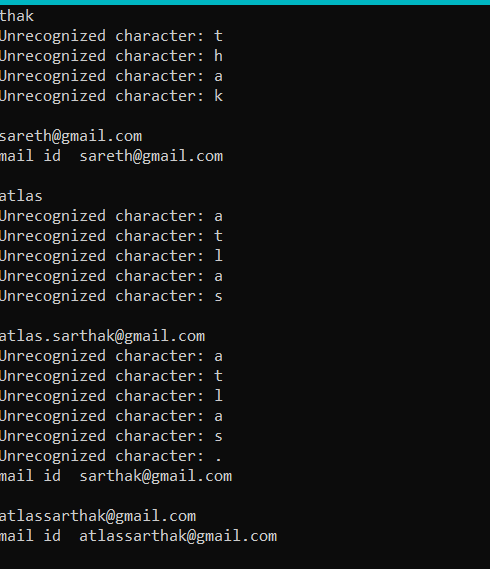 thak
Unrecognized character: t
Unrecognized character: h
Unrecognized character: a
Unrecognized character: k
sareth@gmail.com
mail id  sareth@gmail.com
atlas
Unrecognized character: a
Unrecognized character: t
Unrecognized character: l
Unrecognized character: a
Unrecognized character: s
atlas.sarthak@gmail.com
Unrecognized character: a
Unrecognized character: t
Unrecognized character: l
Unrecognized character: a
Unrecognized character: s
Unrecognized character: .
mail id  sarthak@gmail.com
atlassarthak@gmail.com
mail id  atlassarthak@gmail.com